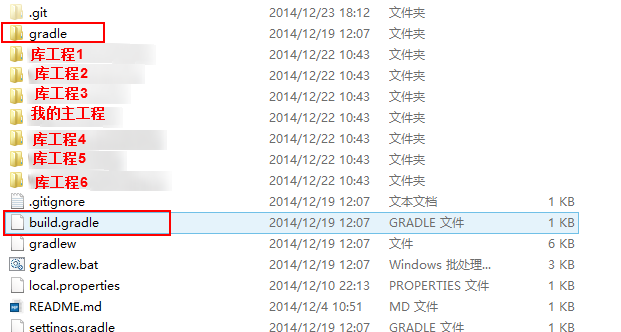 .git 2014/12/23 18:12 文件夹
gradle 2014/12/19 12:07 文件夹
库工程1 2014/12/22 10:43 文件夹
库工程2 2014/12/22 10:43 文件夹
库工程3 2014/12/22 10:43 文件夹
我的主工程 2014/12/22 10:43 文件夹
库工程4 2014/12/22 10:43 文件夹
库工程5 2014/12/22 10:43 文件夹
库工程6 2014/12/22 10:43 文件夹
.gitignore 2014/12/19 12:07 文本文档 1 KB
build.gradle 2014/12/19 12:07 GRADLE 文件 1 KB
gradlew 2014/12/19 12:07 文件 6 KB
gradlew.bat 2014/12/19 12:07 Windows 批处理... 3 KB
local.properties 2014/12/10 22:13 PROPERTIES 文件 1 KB
README.md 2014/12/4 10:51 MD 文件 1 KB
settings.gradle 2014/12/19 12:07 GRADLE 文件 1 KB